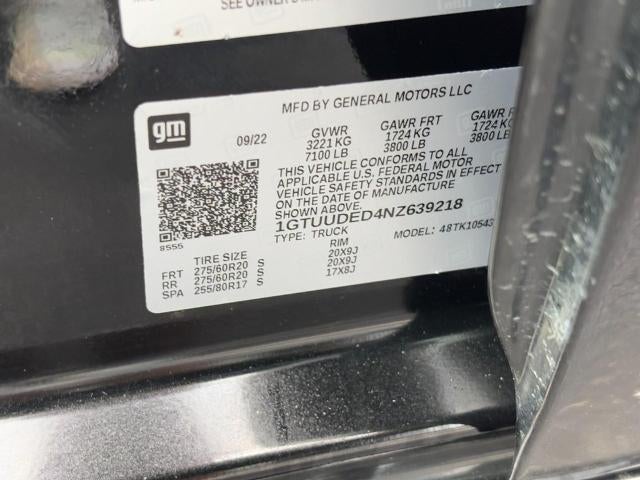 SEE OWNER'S
MFD BY GENERAL MOTORS LLC
gm
09/22
GVWR GAWR FRT GAWR RR
3221 KG 1724 KG 1724 KG
7100 LB 3800 LB 3800 LB
THIS VEHICLE CONFORMS TO ALL
APPLICABLE U.S. FEDERAL MOTOR
VEHICLE SAFETY STANDARDS IN EFFECT
ON THE DATE OF MANUFACTURE
1GTUUDED4NZ639218
TYPE: TRUCK MODEL: 48TK10543
8555
TIRE SIZE RIM
FRT 275/60R20 S 20X9J
RR 275/60R20 S 20X9J
SPA 255/80R17 S 17X8J